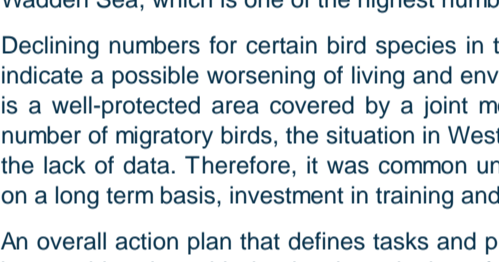 Wadden Sea, which is one of the highest numb
Declining numbers for certain bird species in t
indicate a possible worsening of living and env
is a well-protected area covered by a joint m
number of migratory birds, the situation in West
the lack of data. Therefore, it was common un
on a long term basis, investment in training and
An overall action plan that defines tasks and p